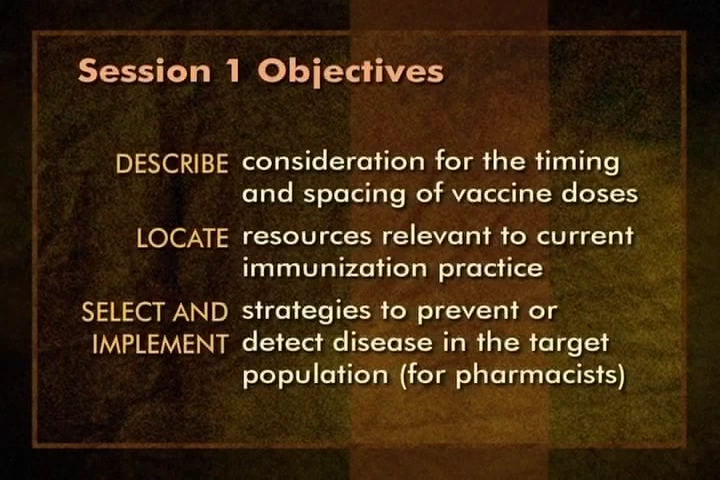 Session 1 Objectives
DESCRIBE consideration for the timing
and spacing of vaccine doses
LOCATE resources relevant to current
immunization practice
SELECT AND strategies to prevent or
IMPLEMENT detect disease in the target
population (for pharmacists)